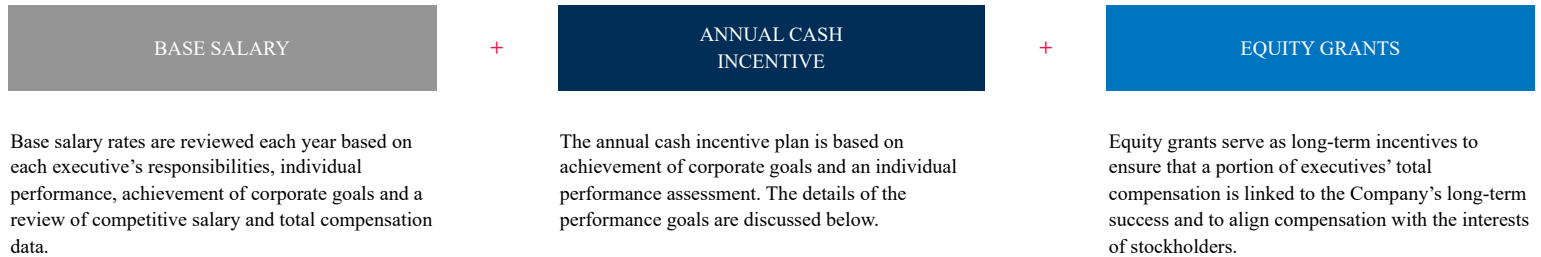 BASE SALARY
+
ANNUAL CASH
INCENTIVE
+
EQUITY GRANTS
Base salary rates are reviewed each year based on
each executive’s responsibilities, individual
performance, achievement of corporate goals and a
review of competitive salary and total compensation
data.
The annual cash incentive plan is based on
achievement of corporate goals and an individual
performance assessment. The details of the
performance goals are discussed below.
Equity grants serve as long-term incentives to
ensure that a portion of executives’ total
compensation is linked to the Company’s long-term
success and to align compensation with the interests
of stockholders.